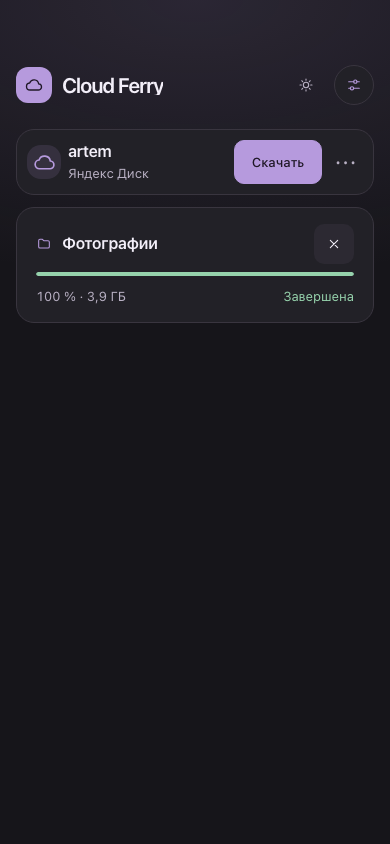 Cloud Ferry
artem
Яндекс Диск
Скачать
Фотографии
100 % · 3,9 ГБ
Завершена